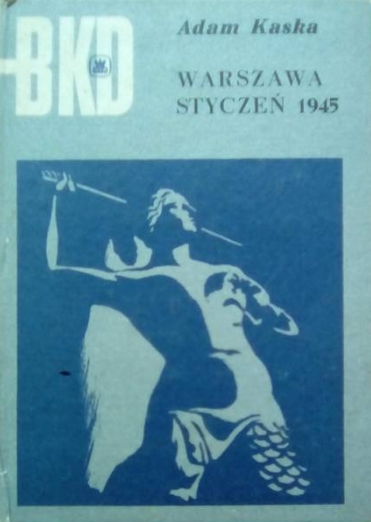 BKD
Adam Kaska
WARSZAWA
STYCZEŃ 1945